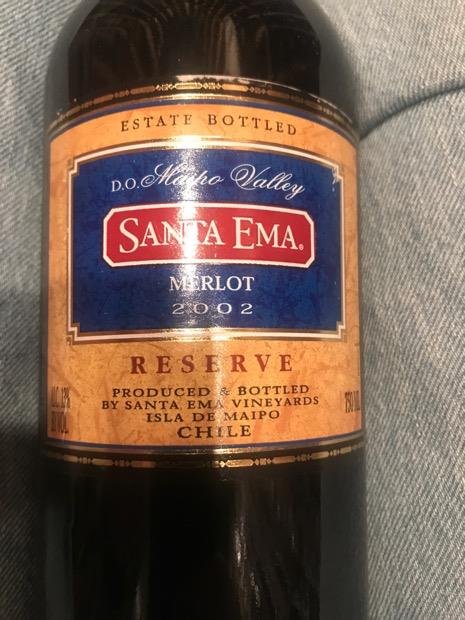 ESTATE BOTTLED
D.O. Maipo Valley
SANTA EMA®
MERLOT
2002
RESERVE
PRODUCED & BOTTLED
BY SANTA EMA VINEYARDS
ISLA DE MAIPO
CHILE
750